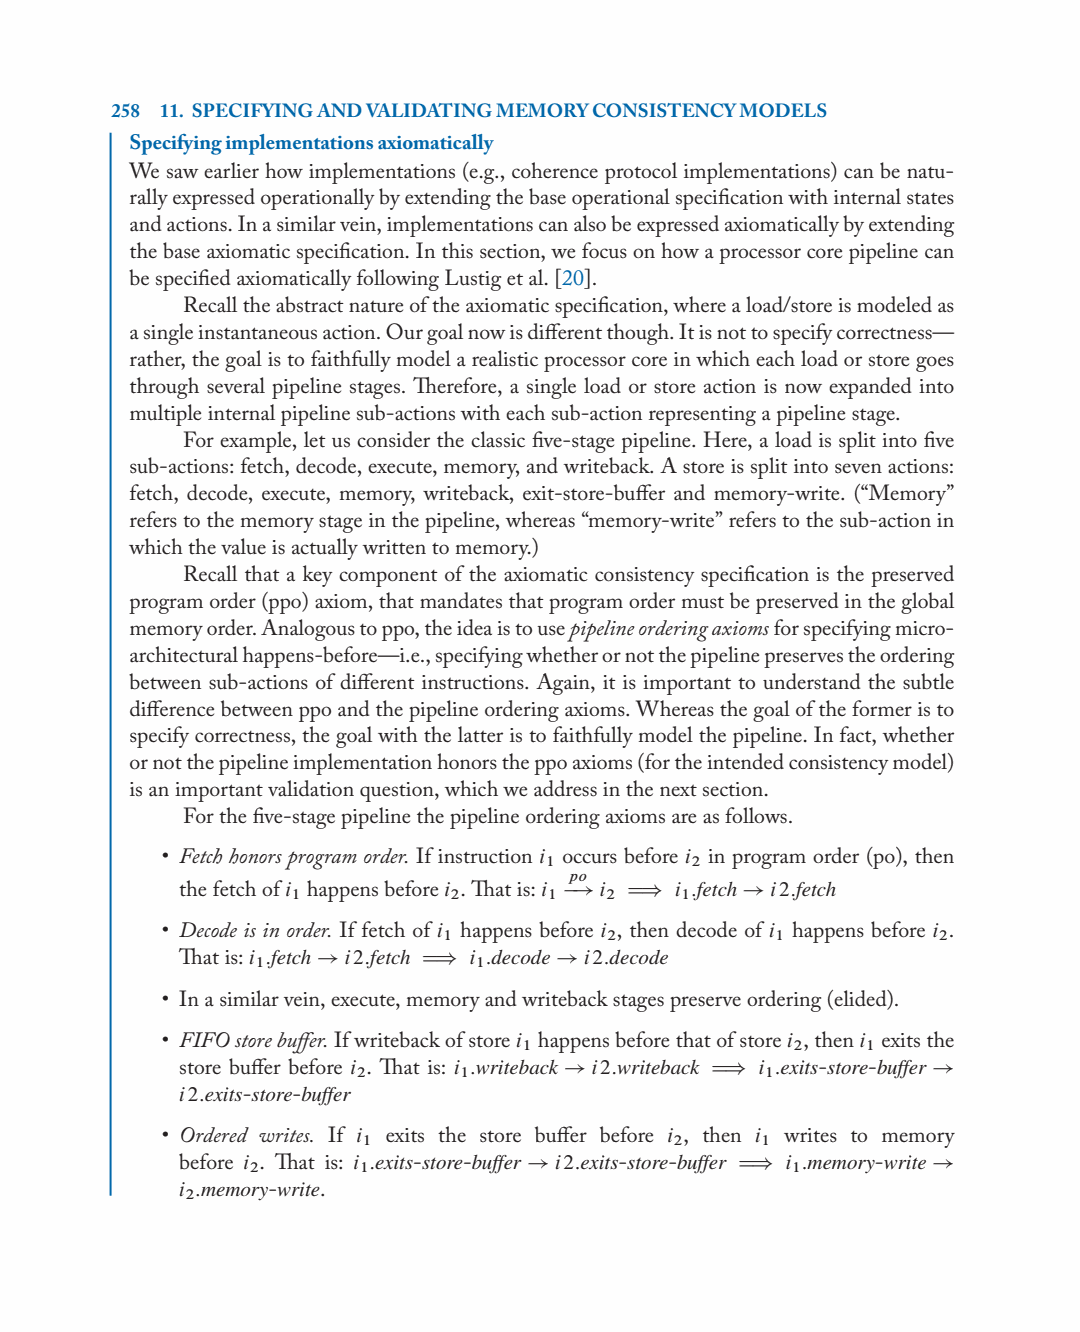 258 11. SPECIFYING AND VALIDATING MEMORY CONSISTENCY MODELS
Specifying implementations axiomatically
We saw earlier how implementations (e.g., coherence protocol implementations) can be natu-
rally expressed operationally by extending the base operational specification with internal states
and actions. In a similar vein, implementations can also be expressed axiomatically by extending
the base axiomatic specification. In this section, we focus on how a processor core pipeline can
be specified axiomatically following Lustig et al. [20].
Recall the abstract nature of the axiomatic specification, where a load/store is modeled as
a single instantaneous action. Our goal now is different though. It is not to specify correctness—
rather, the goal is to faithfully model a realistic processor core in which each load or store goes
through several pipeline stages. Therefore, a single load or store action is now expanded into
multiple internal pipeline sub-actions with each sub-action representing a pipeline stage.
For example, let us consider the classic five-stage pipeline. Here, a load is split into five
sub-actions: fetch, decode, execute, memory, and writeback. A store is split into seven actions:
fetch, decode, execute, memory, writeback, exit-store-buffer and memory-write. (“Memory”
refers to the memory stage in the pipeline, whereas “memory-write” refers to the sub-action in
which the value is actually written to memory.)
Recall that a key component of the axiomatic consistency specification is the preserved
program order (ppo) axiom, that mandates that program order must be preserved in the global
memory order. Analogous to ppo, the idea is to use pipeline ordering axioms for specifying micro-
architectural happens-before—i.e., specifying whether or not the pipeline preserves the ordering
between sub-actions of different instructions. Again, it is important to understand the subtle
difference between ppo and the pipeline ordering axioms. Whereas the goal of the former is to
specify correctness, the goal with the latter is to faithfully model the pipeline. In fact, whether
or not the pipeline implementation honors the ppo axioms (for the intended consistency model)
is an important validation question, which we address in the next section.
For the five-stage pipeline the pipeline ordering axioms are as follows.
• Fetch honors program order. If instruction i₁ occurs before i₂ in program order (po), then
the fetch of i₁ happens before i₂. That is: i₁ —po→ i₂ ⟹ i₁.fetch → i2.fetch
• Decode is in order. If fetch of i₁ happens before i₂, then decode of i₁ happens before i₂.
That is: i₁.fetch → i2.fetch ⟹ i₁.decode → i2.decode
• In a similar vein, execute, memory and writeback stages preserve ordering (elided).
• FIFO store buffer. If writeback of store i₁ happens before that of store i₂, then i₁ exits the
store buffer before i₂. That is: i₁.writeback → i2.writeback ⟹ i₁.exits-store-buffer →
i2.exits-store-buffer
• Ordered writes. If i₁ exits the store buffer before i₂, then i₁ writes to memory
before i₂. That is: i₁.exits-store-buffer → i2.exits-store-buffer ⟹ i₁.memory-write →
i₂.memory-write.